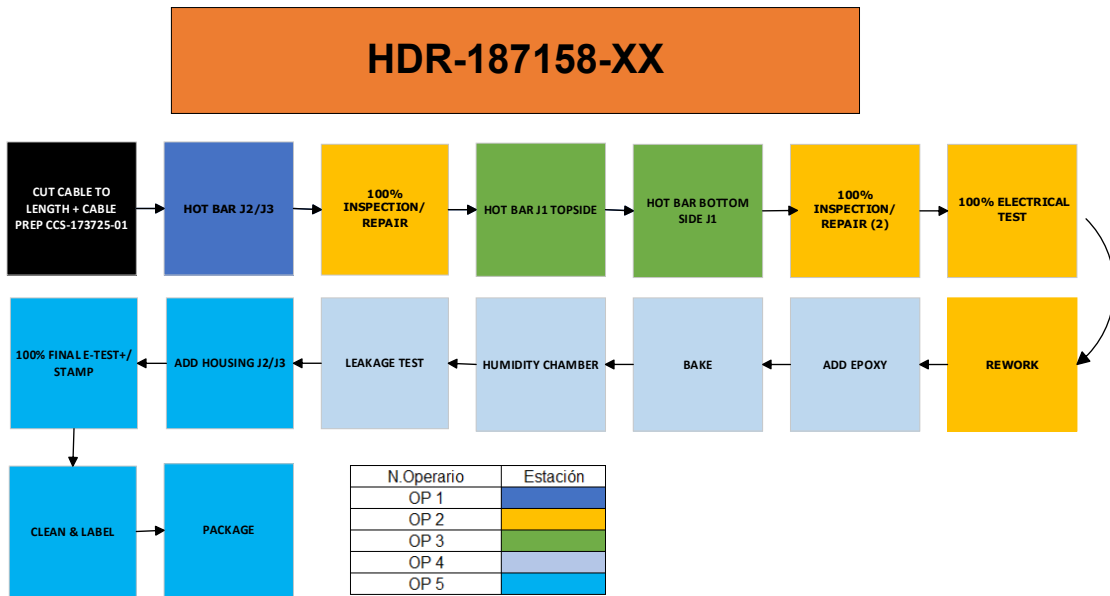 HDR-187158-XX
CUT CABLE TO
LENGTH + CABLE
PREP CCS-173725-01
HOT BAR J2/J3
100%
INSPECTION/
REPAIR
HOT BAR J1 TOPSIDE
HOT BAR BOTTOM
SIDE J1
100%
INSPECTION/
REPAIR (2)
100% ELECTRICAL
TEST
100% FINAL E-TEST+/
STAMP
ADD HOUSING J2/J3
LEAKAGE TEST
HUMIDITY CHAMBER
BAKE
ADD EPOXY
REWORK
CLEAN & LABEL
PACKAGE
N.Operario Estación
OP 1
OP 2
OP 3
OP 4
OP 5